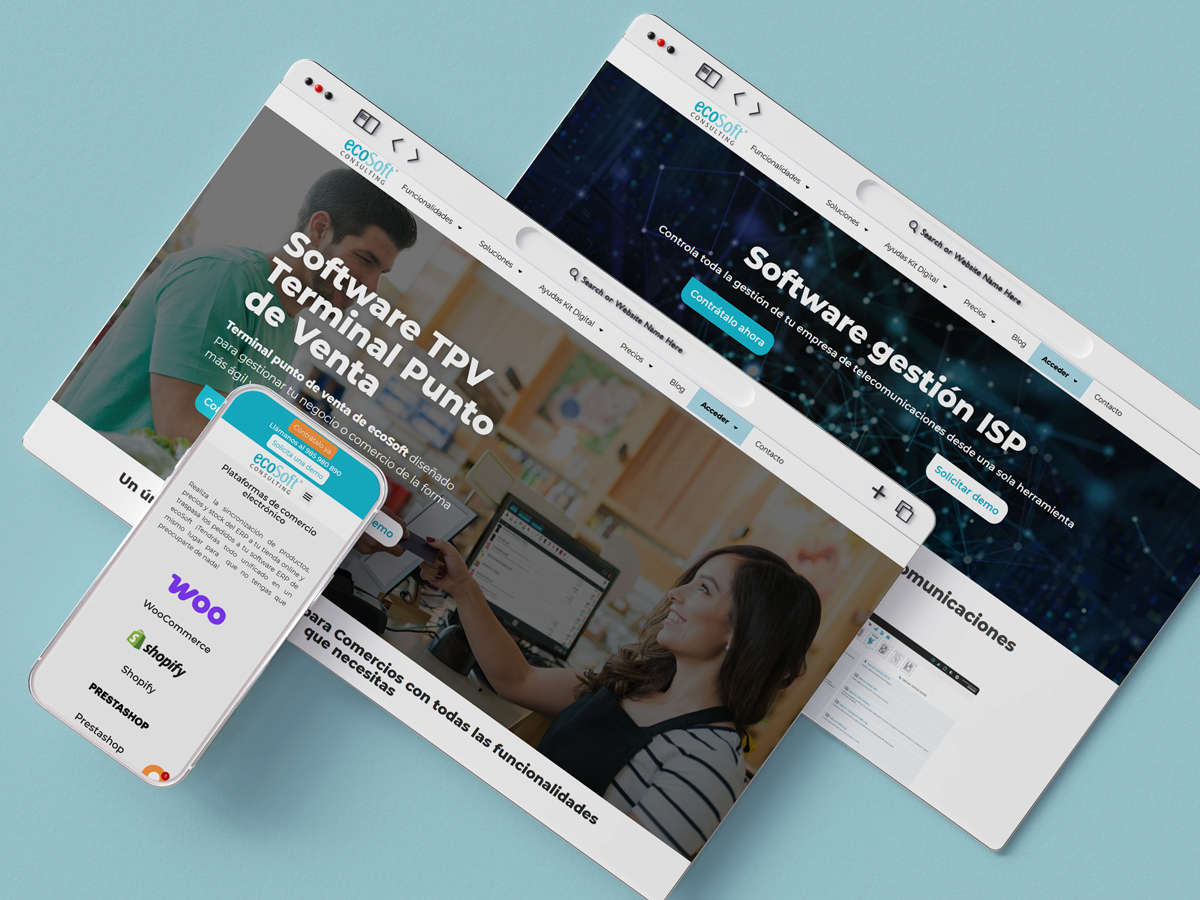 ecoSoft
CONSULTING
Funcionalidades
Soluciones
Ayudas Kit Digital
Precios
Blog
Acceder
Contacto
Search or Website Name Here
Software gestión ISP
Controla toda la gestión de tu empresa de telecomunicaciones desde una sola herramienta
Contrátalo ahora
Solicitar demo
omunicaciones
ecoSoft
CONSULTING
Funcionalidades
Soluciones
Ayudas Kit Digital
Precios
Blog
Acceder
Contacto
Search or Website Name Here
Software TPV
Terminal Punto
de Venta
Terminal punto de venta de ecoSoft diseñado
para gestionar tu negocio o comercio de la forma
más ágil
Co
emo
Un ún
para Comercios con todas las funcionalidades
que necesitas
Contrátalo ya
Llámanos al 985 980 890
Solicita una demo
ecoSoft
CONSULTING
Plataformas de comercio
electrónico
Realiza la sincronización de productos,
precios y stock del ERP a tu tienda online y
traspasa los pedidos a tu software ERP de
ecoSoft ¡Tendrás todo unificado en un
mismo lugar para que no tengas que
preocuparte de nada!
woo
WooCommerce
shopify
Shopify
PRESTASHOP
Prestashop